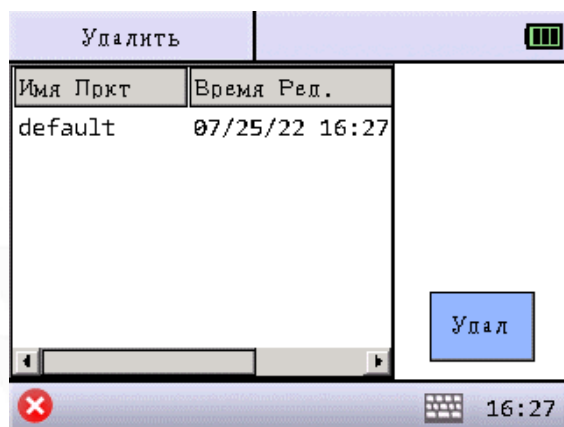 Удалить
Имя Пркт Время Ред.
default 07/25/22 16:27
Удал
16:27